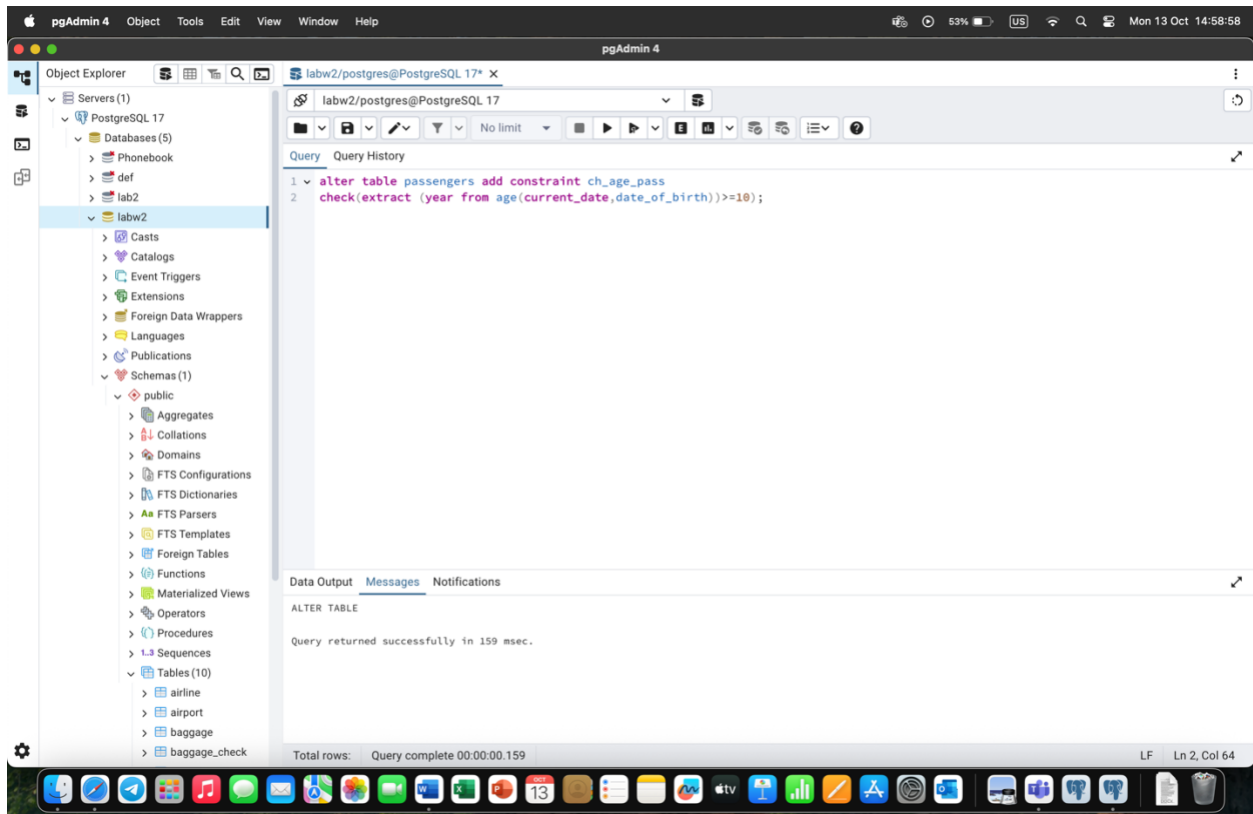 pgAdmin 4 Object Tools Edit View Window Help 53% US Mon 13 Oct 14:58:58
pgAdmin 4
Object Explorer
labw2/postgres@PostgreSQL 17*
Servers (1)
labw2/postgres@PostgreSQL 17
PostgreSQL 17
Databases (5)
No limit
Phonebook
Query Query History
def
1 alter table passengers add constraint ch_age_pass
lab2
2 check(extract (year from age(current_date,date_of_birth))>=10);
labw2
Casts
Catalogs
Event Triggers
Extensions
Foreign Data Wrappers
Languages
Publications
Schemas (1)
public
Aggregates
Collations
Domains
FTS Configurations
FTS Dictionaries
Aa FTS Parsers
FTS Templates
Foreign Tables
Functions
Data Output Messages Notifications
Materialized Views
ALTER TABLE
Operators
Procedures
Query returned successfully in 159 msec.
1..3 Sequences
Tables (10)
airline
airport
baggage
baggage_check
Total rows: Query complete 00:00:00.159 LF Ln 2, Col 64
OCT
13
tv